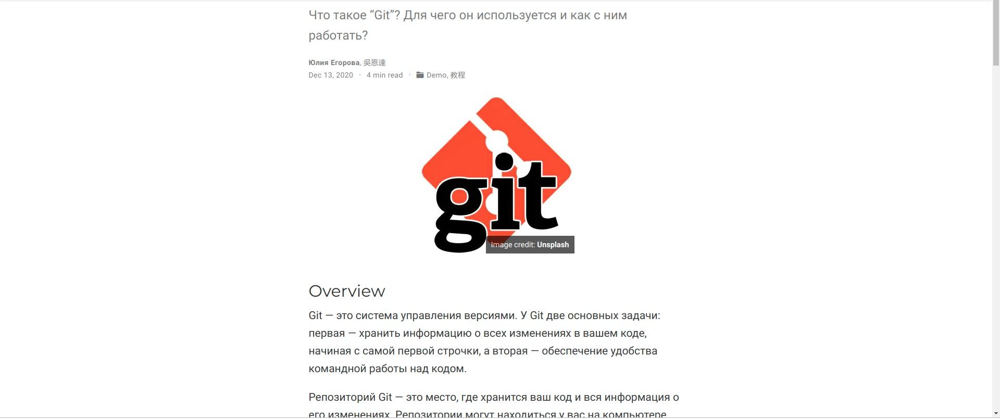 Что такое “Git”? Для чего он используется и как с ним
работать?
Юлия Егорова, 吳恩達
Dec 13, 2020 · 4 min read · Demo, 教程
git
Image credit: Unsplash
Overview
Git — это система управления версиями. У Git две основных задачи:
первая — хранить информацию о всех изменениях в вашем коде,
начиная с самой первой строчки, а вторая — обеспечение удобства
командной работы над кодом.
Репозиторий Git — это место, где хранится ваш код и вся информация о
его изменениях. Репозитории могут находиться у вас на компьютере,